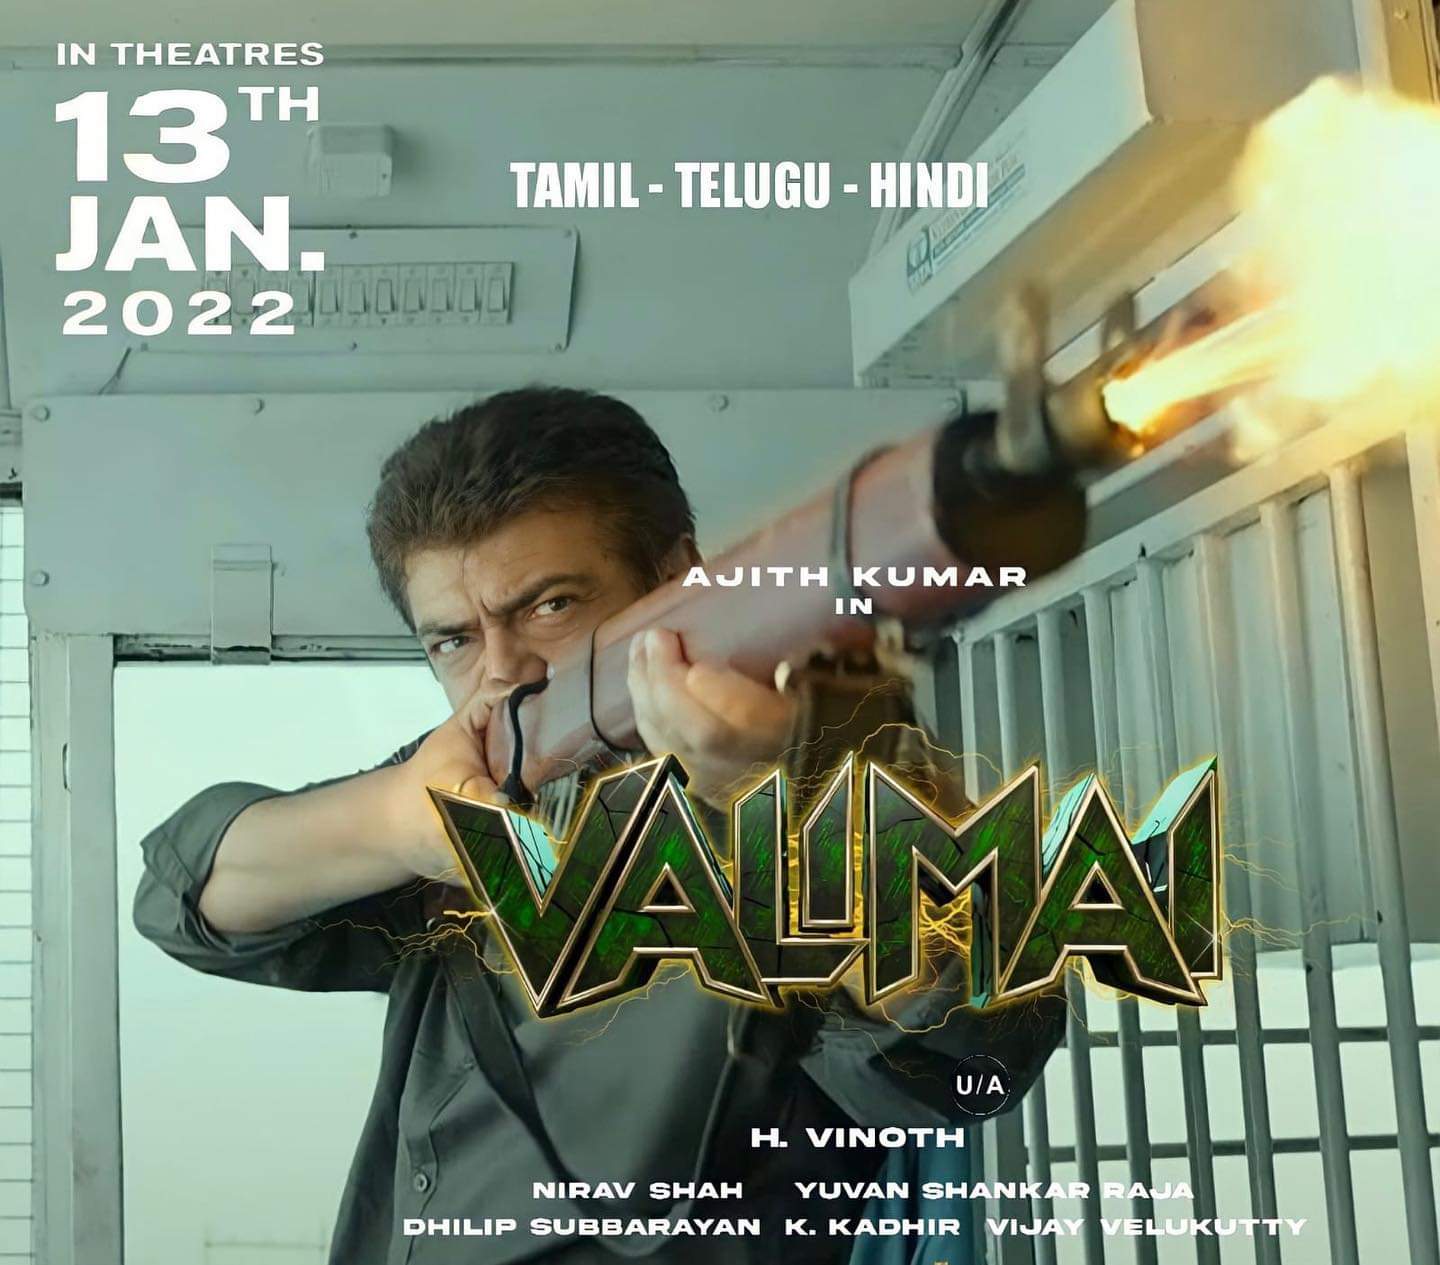 IN THEATRES
13TH
JAN.
2022
TAMIL - TELUGU - HINDI
AJITH KUMAR
IN
VALIMAI
U/A
H. VINOTH
NIRAV SHAH YUVAN SHANKAR RAJA
DHILIP SUBBARAYAN K. KADHIR VIJAY VELUKUTTY